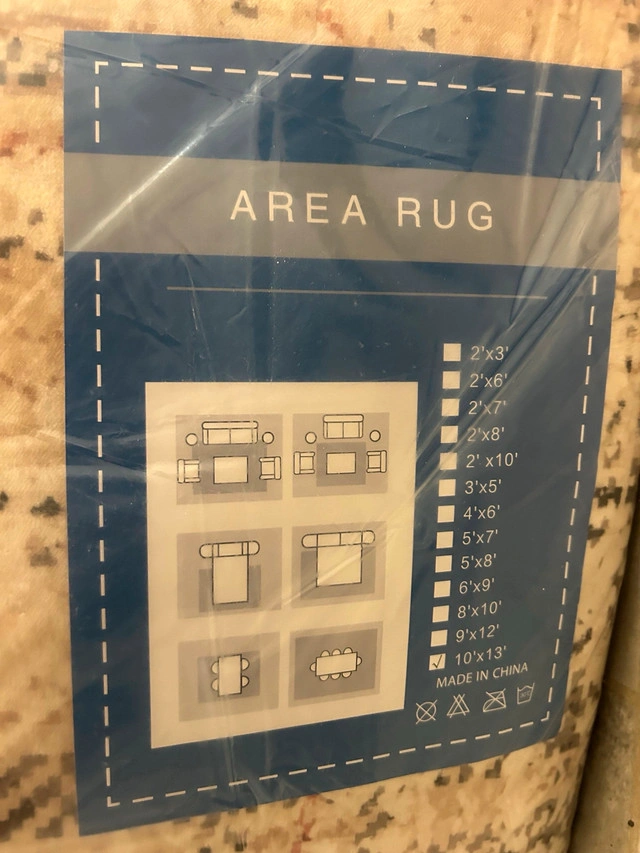 AREA RUG
2'x3'
2'x6'
2'x7'
2'x8'
2' x10'
3'x5'
4'x6'
5'x7'
5'x8'
6'x9'
8'x10'
9'x12'
10'x13'
MADE IN CHINA